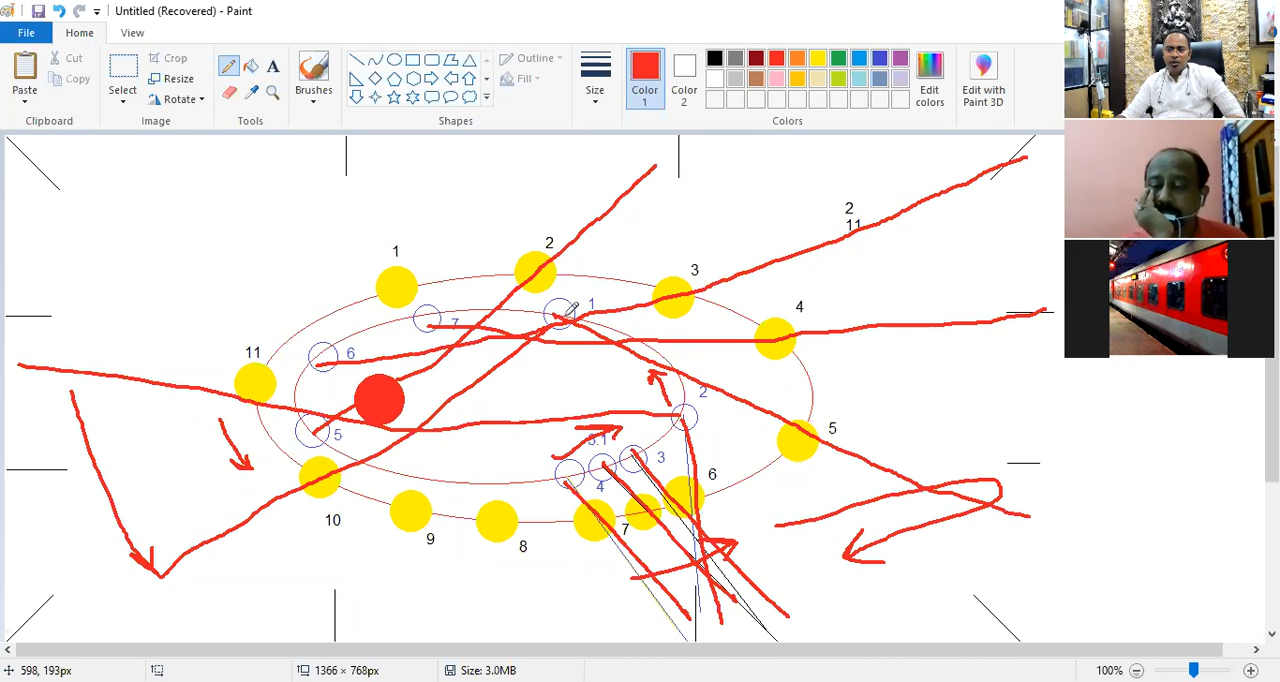 Untitled (Recovered) - Paint
File
Home
View
Paste
Cut
Copy
Clipboard
Select
Crop
Resize
Rotate
Image
A
Tools
Brushes
Outline
Fill
Shapes
Size
Color
1
Color
2
Edit
colors
Colors
Edit with
Paint 3D
1
2
3
4
5
6
7
8
9
10
11
2
11
1
2
3
5.1
4
5
6
7
598, 193px
1366 × 768px
Size: 3.0MB
100%